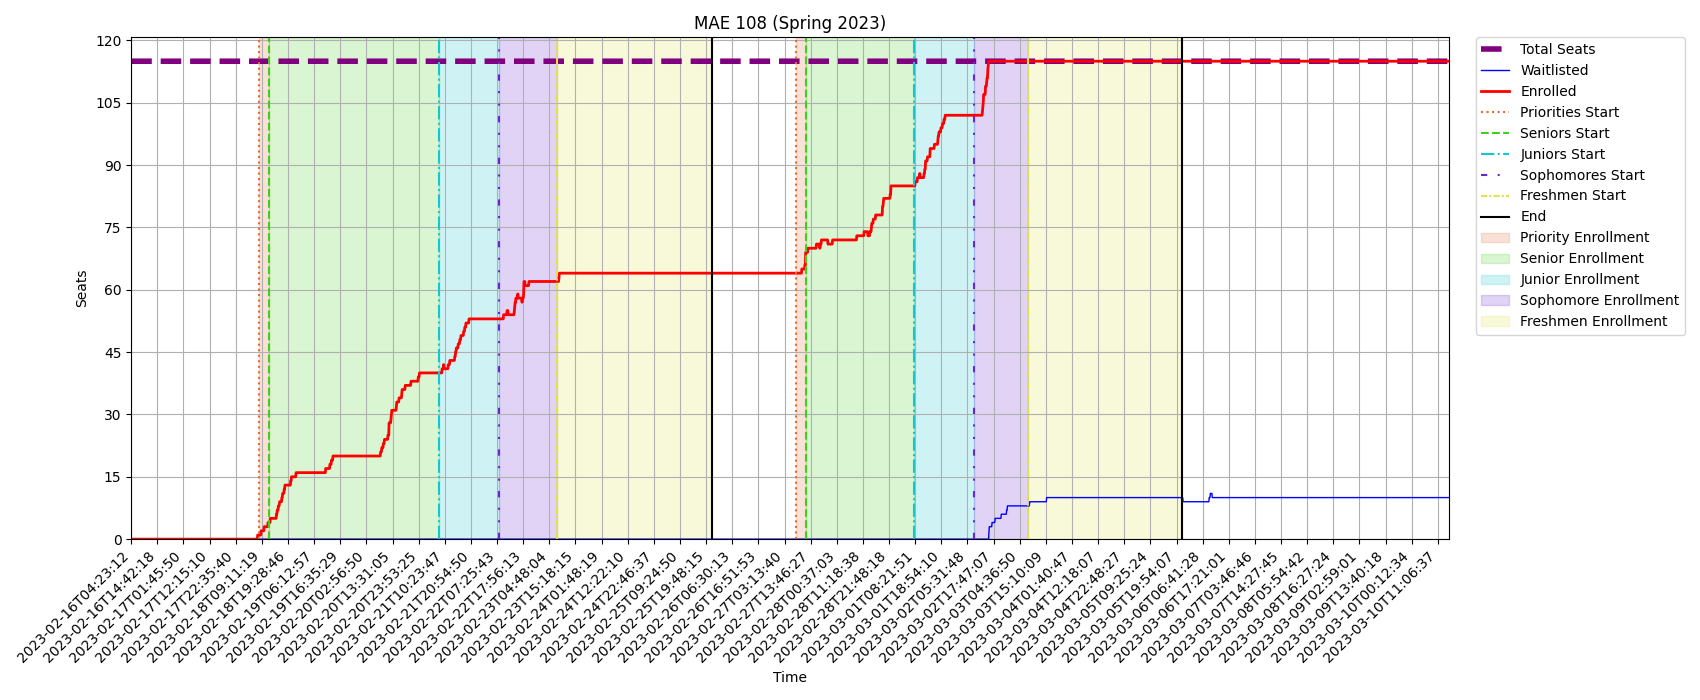 MAE 108 (Spring 2023)
120
105
90
75
60
45
30
15
0
Seats
2023-02-16T04:23:12
2023-02-16T14:42:18
2023-02-17T01:45:50
2023-02-17T12:15:10
2023-02-17T22:35:40
2023-02-18T09:11:19
2023-02-18T19:28:46
2023-02-19T06:12:57
2023-02-19T16:35:29
2023-02-20T02:56:50
2023-02-20T13:31:05
2023-02-20T23:53:25
2023-02-21T10:23:47
2023-02-21T20:54:50
2023-02-22T07:25:43
2023-02-22T17:56:13
2023-02-23T04:48:04
2023-02-23T15:18:15
2023-02-24T01:48:19
2023-02-24T12:22:10
2023-02-24T22:46:37
2023-02-25T09:24:50
2023-02-25T19:48:15
2023-02-26T06:30:13
2023-02-26T16:51:53
2023-02-27T03:13:40
2023-02-27T13:46:27
2023-02-28T00:37:03
2023-02-28T11:18:38
2023-02-28T21:48:18
2023-03-01T08:21:51
2023-03-01T18:54:10
2023-03-02T05:31:48
2023-03-02T17:47:07
2023-03-03T04:36:50
2023-03-03T15:10:09
2023-03-04T01:40:47
2023-03-04T12:18:07
2023-03-04T22:48:27
2023-03-05T09:25:24
2023-03-05T19:54:07
2023-03-06T06:41:28
2023-03-06T17:21:01
2023-03-07T03:46:46
2023-03-07T14:27:45
2023-03-08T05:54:42
2023-03-08T16:27:24
2023-03-09T02:59:01
2023-03-09T13:40:18
2023-03-10T00:12:34
2023-03-10T11:06:37
Time
Total Seats
Waitlisted
Enrolled
Priorities Start
Seniors Start
Juniors Start
Sophomores Start
Freshmen Start
End
Priority Enrollment
Senior Enrollment
Junior Enrollment
Sophomore Enrollment
Freshmen Enrollment